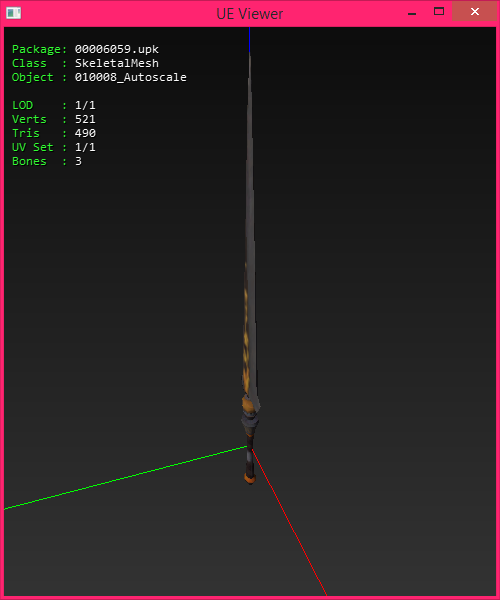 UE Viewer
Package: 00006059.upk
Class : SkeletalMesh
Object : 010008_Autoscale
LOD : 1/1
Verts : 521
Tris : 490
UV Set : 1/1
Bones : 3